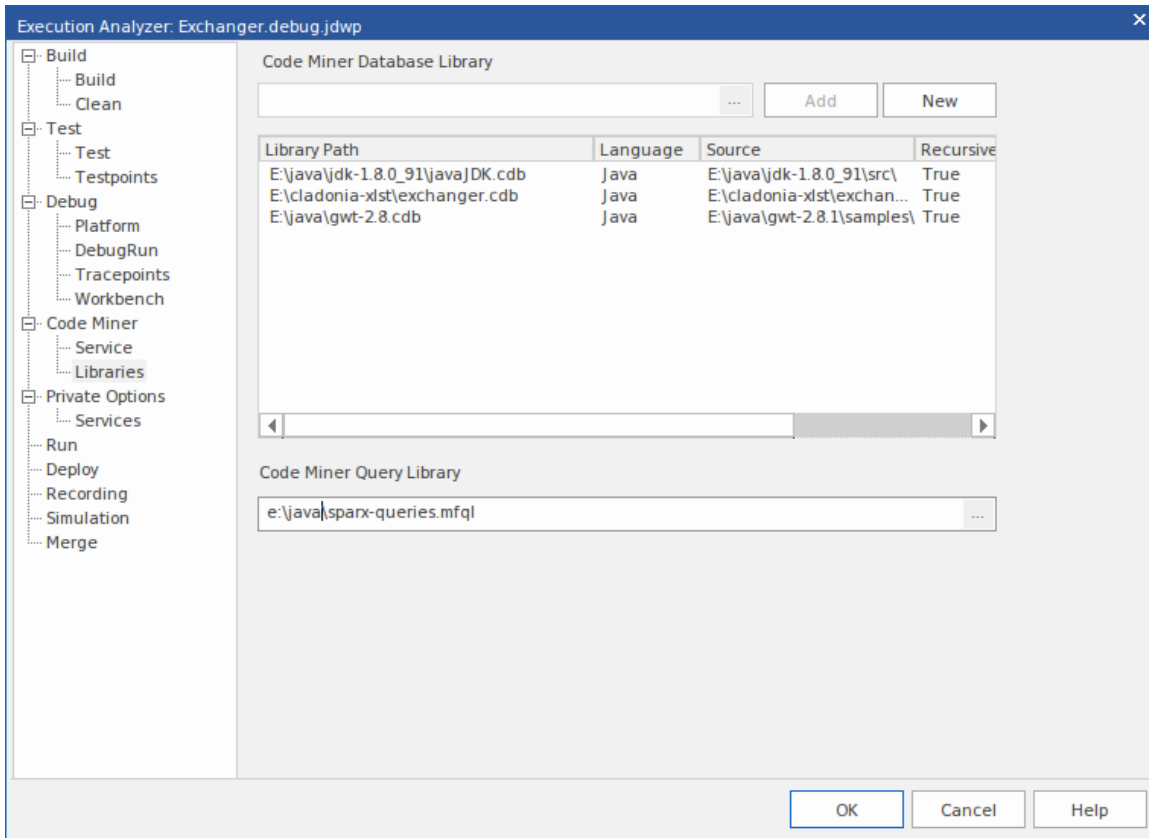 Execution Analyzer: Exchanger.debug.jdwp
Build
Build
Clean
Test
Test
Testpoints
Debug
Platform
DebugRun
Tracepoints
Workbench
Code Miner
Service
Libraries
Private Options
Services
Run
Deploy
Recording
Simulation
Merge
Code Miner Database Library
... Add New
Library Path Language Source Recursive
E:\java\jdk-1.8.0_91\javaJDK.cdb Java E:\java\jdk-1.8.0_91\src\ True
E:\cladonia-xlst\exchanger.cdb Java E:\cladonia-xlst\exchan... True
E:\java\gwt-2.8.cdb Java E:\java\gwt-2.8.1\samples\ True
Code Miner Query Library
e:\java\sparx-queries.mfql ...
OK Cancel Help